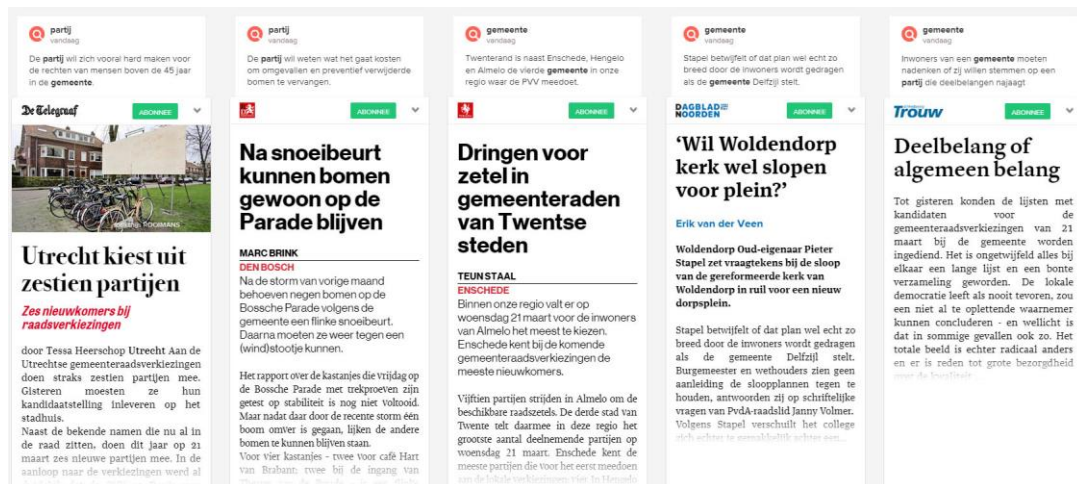 partij
vandaag
De partij wil zich vooral hard maken voor
de rechten van mensen boven de 45 jaar
in de gemeente.
De Telegraaf
ABONNEE
Utrecht kiest uit
zestien partijen
Zes nieuwkomers bij
raadsverkiezingen
door Tessa Heerschop Utrecht Aan de
Utrechtse gemeenteraadsverkiezingen
doen straks zestien partijen mee.
Gisteren moesten ze hun
kandidaatstelling inleveren op het
stadhuis.
Naast de bekende namen die nu al in
de raad zitten, doen dit jaar op 21
maart zes nieuwe partijen mee. In de
aanloop naar de verkiezingen werd al
partij
vandaag
De partij wil weten wat het gaat kosten
om omgevallen en preventief verwijderde
bomen te vervangen.
ABONNEE
Na snoeibeurt
kunnen bomen
gewoon op de
Parade blijven
MARC BRINK
DEN BOSCH
Na de storm van vorige maand
behoeven negen bomen op de
Bossche Parade volgens de
gemeente een flinke snoeibeurt.
Daarna moeten ze weer tegen een
(wind)stootje kunnen.
Het rapport over de kastanjes die vrijdag op
de Bossche Parade met trekproeven zijn
getest op stabiliteit is nog niet voltooid.
Maar nadat daar door de recente storm één
boom omver is gegaan, lijken de andere
bomen te kunnen blijven staan.
Voor vier kastanjes - twee voor café Hart
van Brabant; twee bij de ingang van
gemeente
vandaag
Twenterand is naast Enschede, Hengelo
en Almelo de vierde gemeente in onze
regio waar de PVV meedoet.
ABONNEE
Dringen voor
zetel in
gemeenteraden
van Twentse
steden
TEUN STAAL
ENSCHEDE
Binnen onze regio valt er op
woensdag 21 maart voor de inwoners
van Almelo het meest te kiezen.
Enschede kent bij de komende
gemeenteraadsverkiezingen de
meeste nieuwkomers.
Vijftien partijen strijden in Almelo om de
beschikbare raadszetels. De derde stad van
Twente telt daarmee in deze regio het
grootste aantal deelnemende partijen op
woensdag 21 maart. Enschede kent de
meeste partijen die voor het eerst meedoen
aan de lokale verkiezingen: vier. In Hengelo
gemeente
vandaag
Stapel betwijfelt of dat plan wel echt zo
breed door de inwoners wordt gedragen
als de gemeente Delfzijl stelt.
DAGBLAD VAN HET
NOORDEN
ABONNEE
‘Wil Woldendorp
kerk wel slopen
voor plein?’
Erik van der Veen
Woldendorp Oud-eigenaar Pieter
Stapel zet vraagtekens bij de sloop
van de gereformeerde kerk van
Woldendorp in ruil voor een nieuw
dorpsplein.
Stapel betwijfelt of dat plan wel echt zo
breed door de inwoners wordt gedragen
als de gemeente Delfzijl stelt.
Burgemeester en wethouders zien geen
aanleiding de sloopplannen tegen te
houden, antwoorden zij op schriftelijke
vragen van PvdA-raadslid Janny Volmer.
Volgens Stapel verschuilt het college
zich echter te gemakkelijk achter een...
gemeente
vandaag
Inwoners van een gemeente moeten
nadenken of zij willen stemmen op een
partij die deelbelangen najaagt
Trouw
ABONNEE
Deelbelang of
algemeen belang
Tot gisteren konden de lijsten met
kandidaten voor de
gemeenteraadsverkiezingen van 21
maart bij de gemeente worden
ingediend. Het is ongetwijfeld alles bij
elkaar een lange lijst en een bonte
verzameling geworden. De lokale
democratie leeft als nooit tevoren, zou
een niet al te oplettende waarnemer
kunnen concluderen - en wellicht is
dat in sommige gevallen ook zo. Het
totale beeld is echter radicaal anders
en er is reden tot grote bezorgdheid
over de kwaliteit